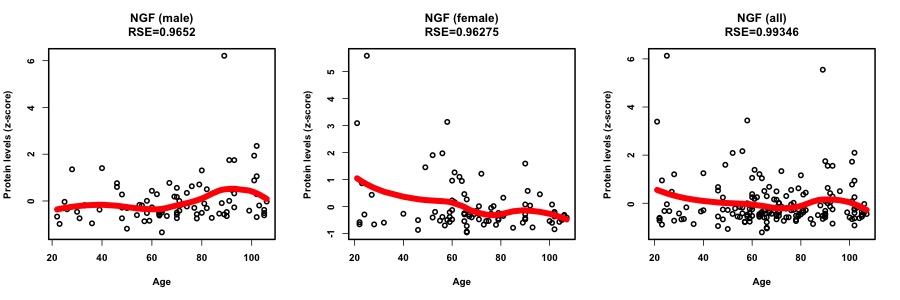 NGF (male)
RSE=0.9652
Protein levels (z-score)
6
4
2
0
20
40
60
80
100
Age
NGF (female)
RSE=0.96275
Protein levels (z-score)
5
4
3
2
1
0
-1
20
40
60
80
100
Age
NGF (all)
RSE=0.99346
Protein levels (z-score)
6
4
2
0
20
40
60
80
100
Age